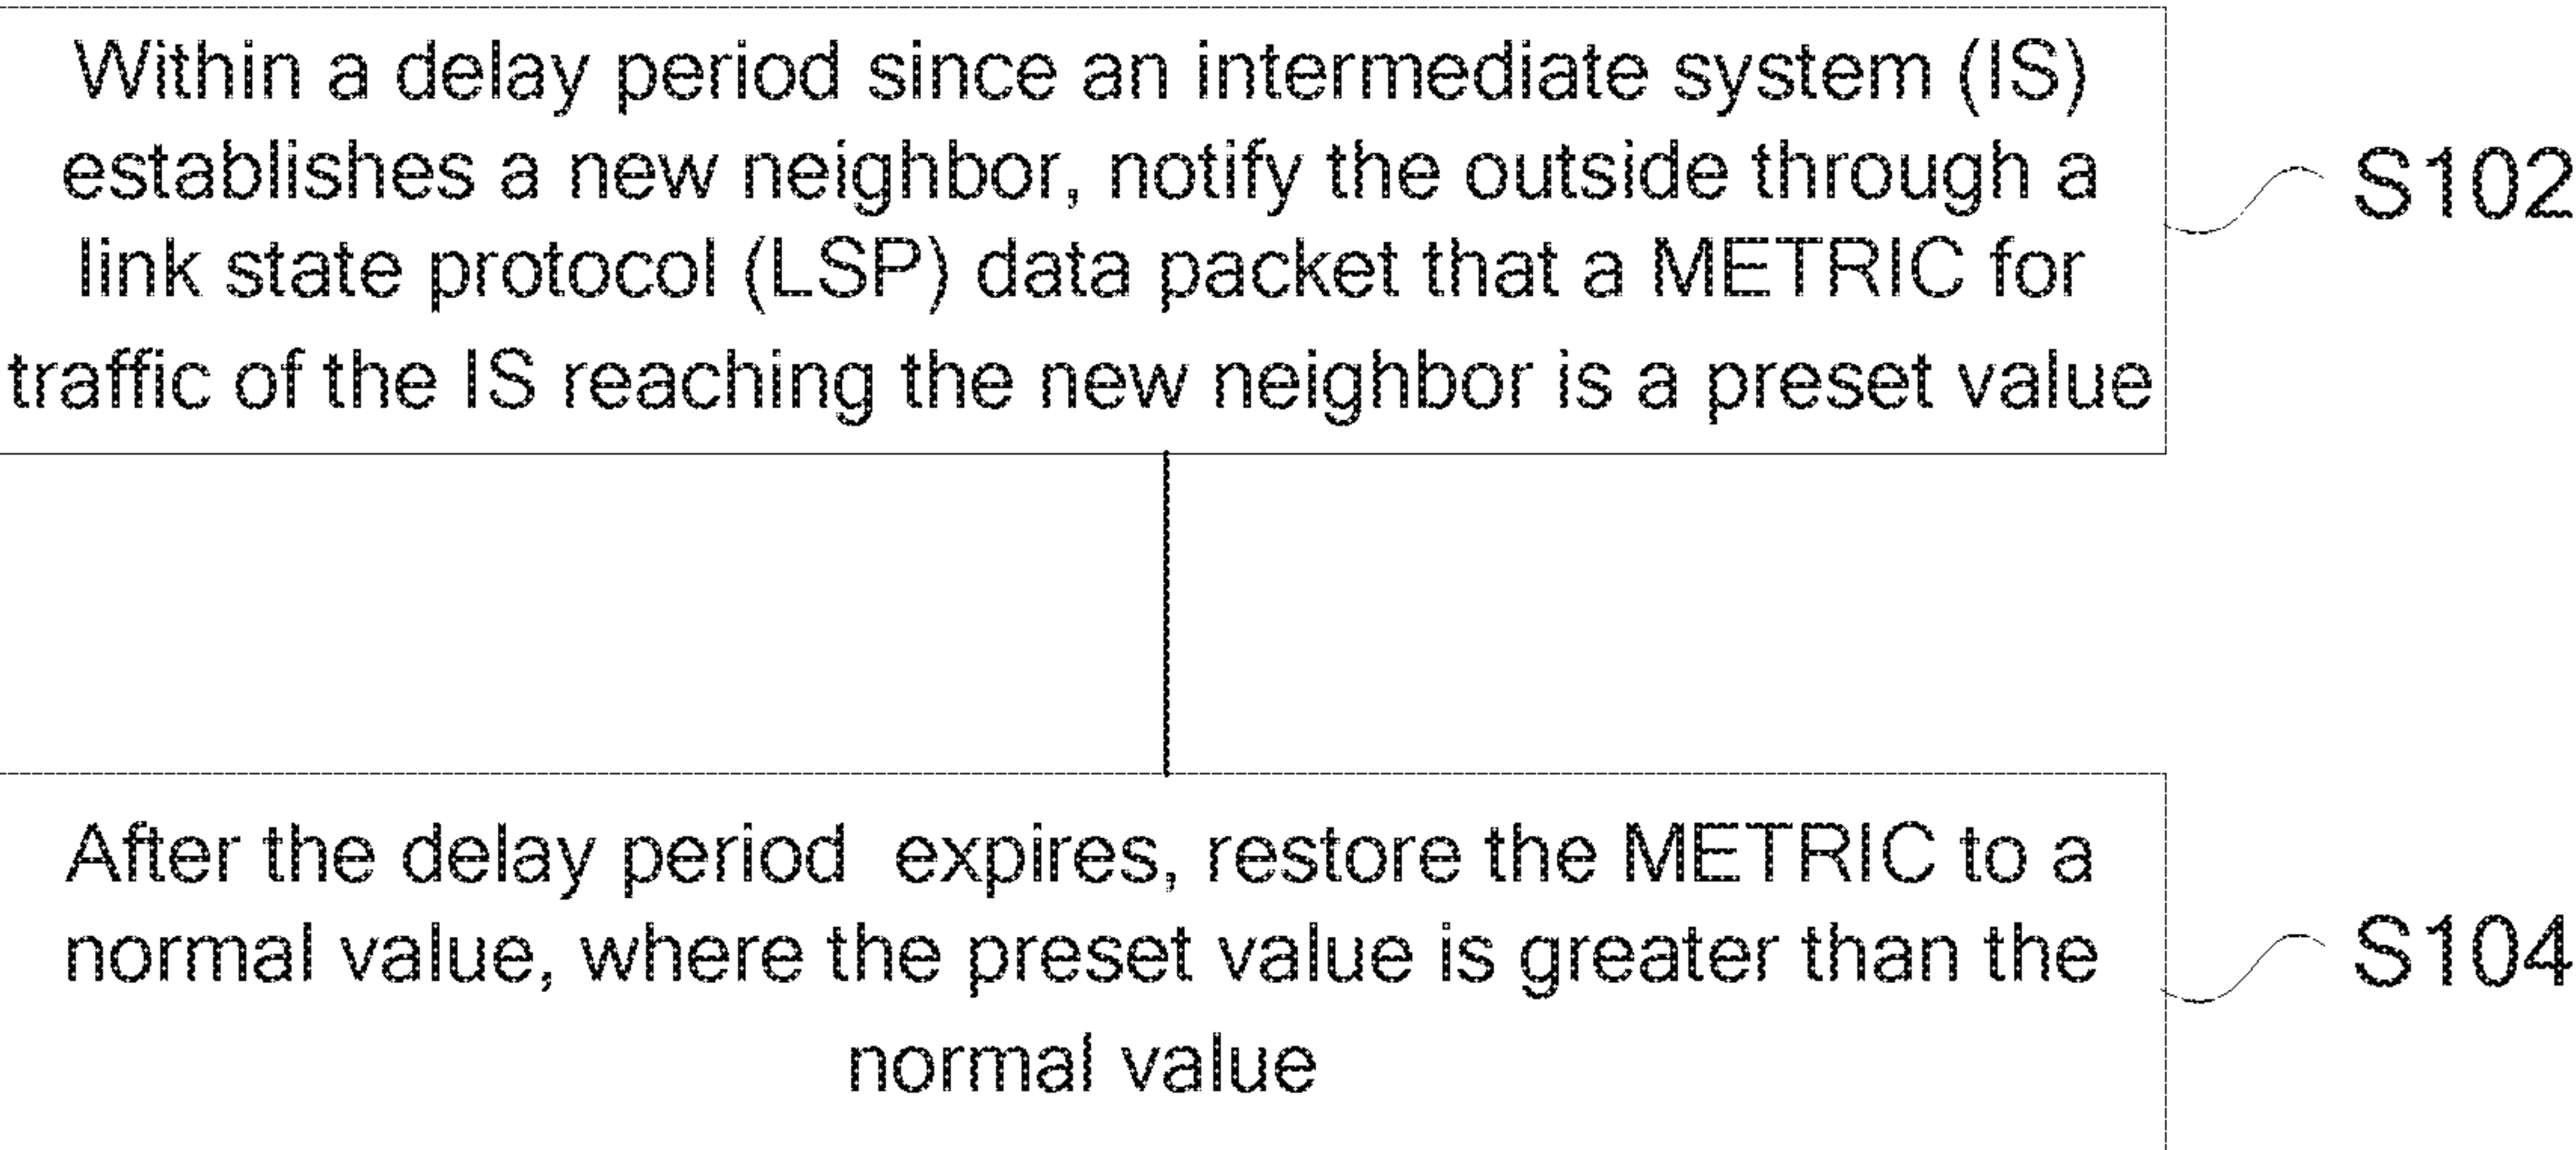 Within a delay period since an intermediate system (IS)
establishes a new neighbor, notify the outside through a
link state protocol (LSP) data packet that a METRIC for
traffic of the IS reaching the new neighbor is a preset value
S102
After the delay period expires, restore the METRIC to a
normal value, where the preset value is greater than the
normal value
S104